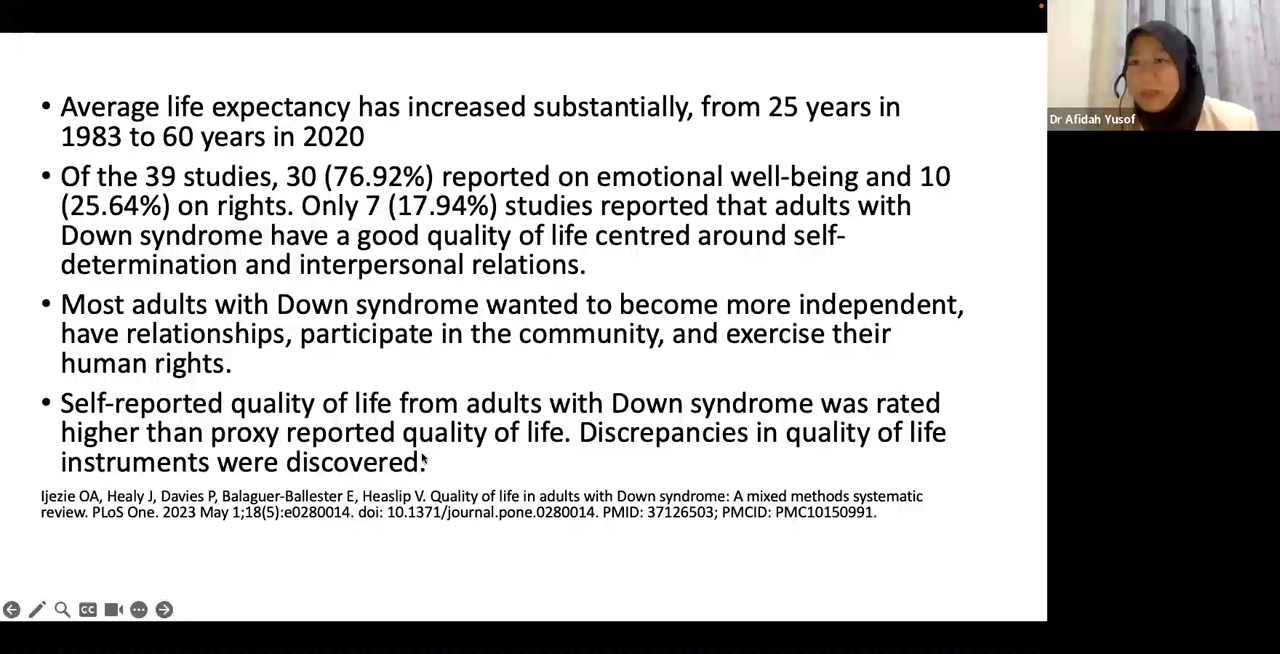 • Average life expectancy has increased substantially, from 25 years in
1983 to 60 years in 2020
• Of the 39 studies, 30 (76.92%) reported on emotional well-being and 10
(25.64%) on rights. Only 7 (17.94%) studies reported that adults with
Down syndrome have a good quality of life centred around self-
determination and interpersonal relations.
• Most adults with Down syndrome wanted to become more independent,
have relationships, participate in the community, and exercise their
human rights.
• Self-reported quality of life from adults with Down syndrome was rated
higher than proxy reported quality of life. Discrepancies in quality of life
instruments were discovered.
Ijezie OA, Healy J, Davies P, Balaguer-Ballester E, Heaslip V. Quality of life in adults with Down syndrome: A mixed methods systematic
review. PLoS One. 2023 May 1;18(5):e0280014. doi: 10.1371/journal.pone.0280014. PMID: 37126503; PMCID: PMC10150991.
Dr Afidah Yusof
CC